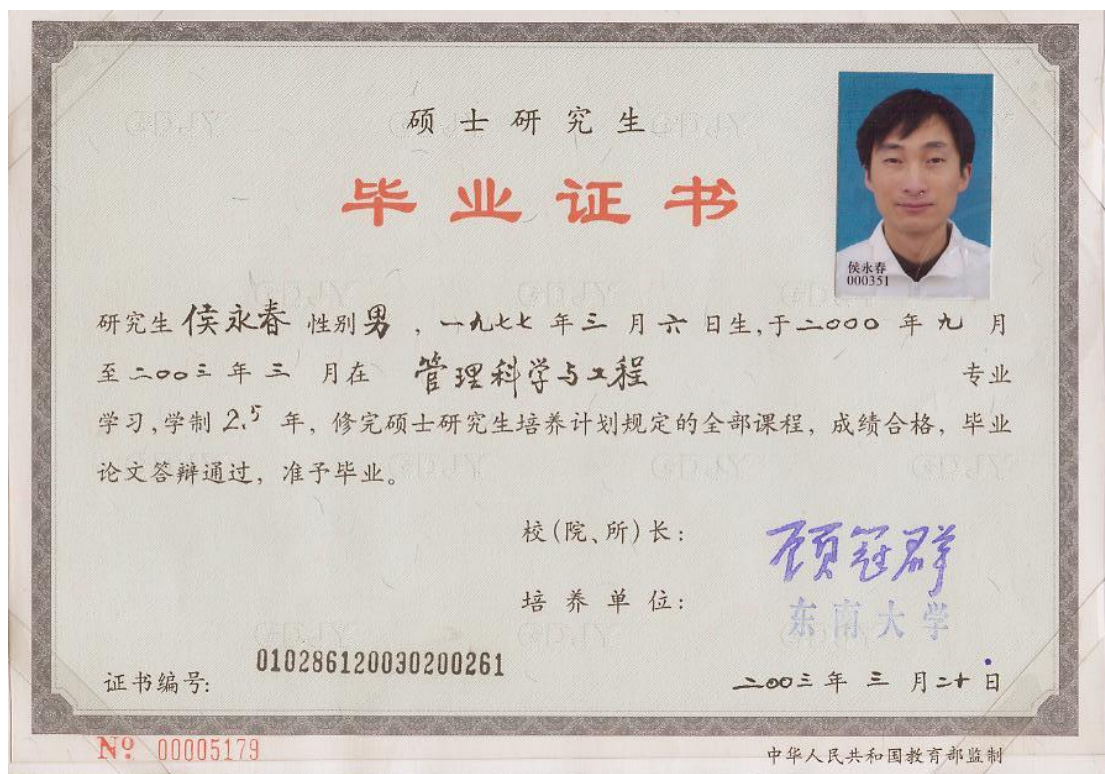 硕士研究生
毕业证书
侯永春
000351
研究生 侯永春 性别 男 ，一九七七 年 三 月 六 日生,于 二000 年 九 月
至 二00三 年 三 月在 管理科学与工程 专业
学习,学制 2.5 年，修完硕士研究生培养计划规定的全部课程，成绩合格，毕业
论文答辩通过，准予毕业。
校(院、所)长： 顾冠群
培养单位： 东南大学
证书编号: 010286120030200261
二00三 年 三 月 二十 日
Nº 00005179
中华人民共和国教育部监制